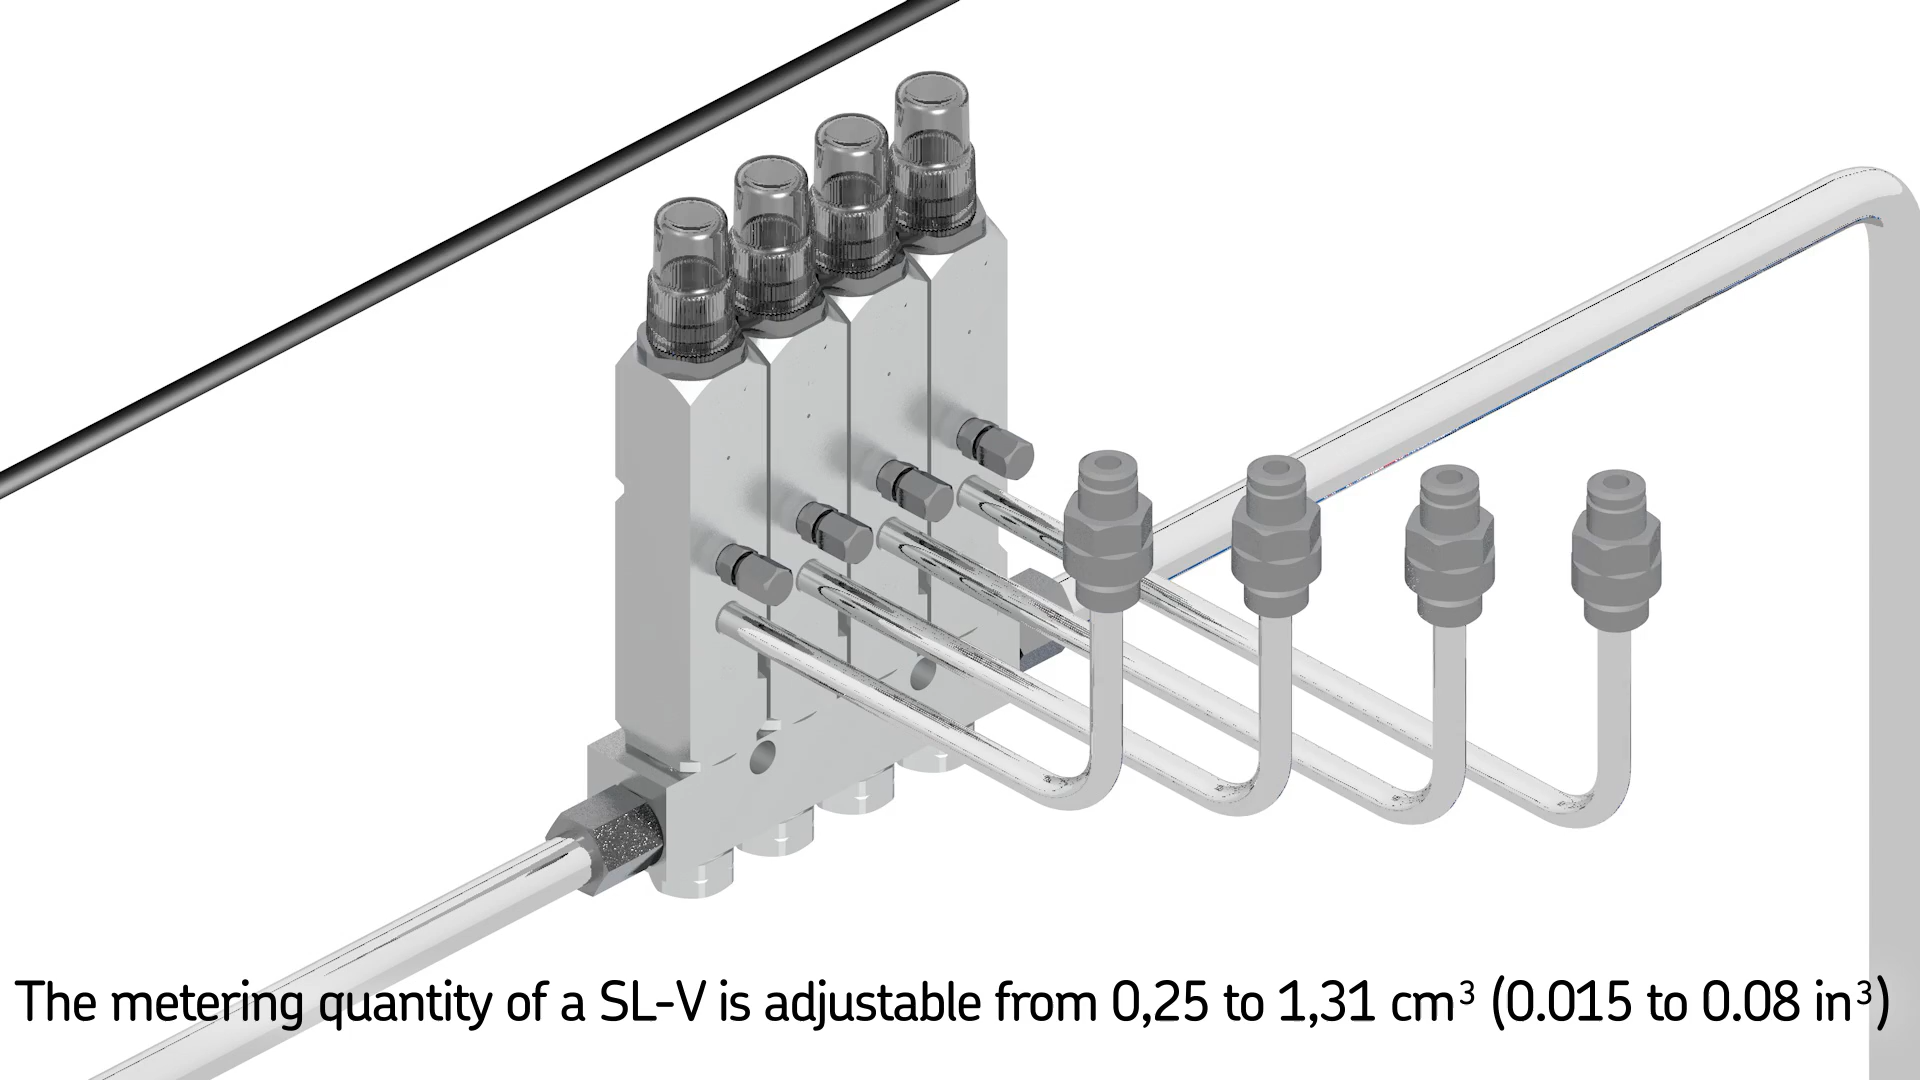 The metering quantity of a SL-V is adjustable from 0,25 to 1,31 cm³ (0.015 to 0.08 in³)